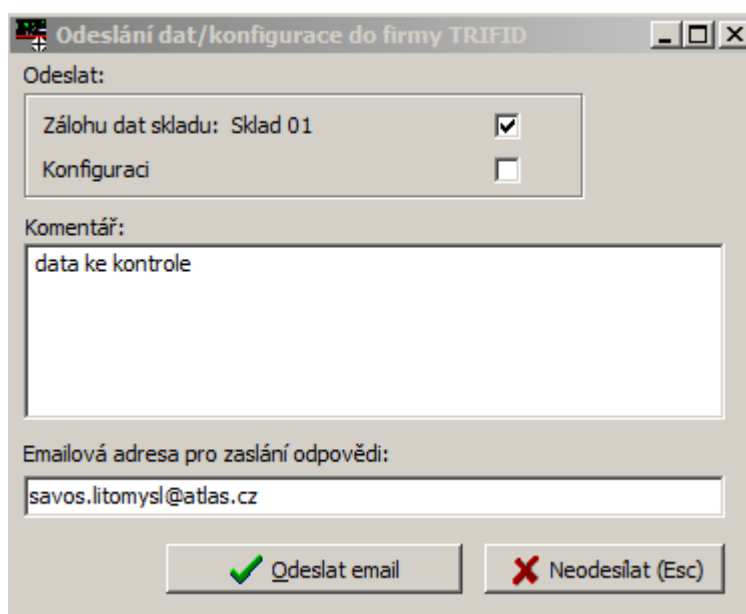 Odeslání dat/konfigurace do firmy TRIFID
Odeslat:
Zálohu dat skladu: Sklad 01
Konfiguraci
Komentář:
data ke kontrole
Emailová adresa pro zaslání odpovědi:
savos.litomysl@atlas.cz
Odeslat email
Neodesílat (Esc)